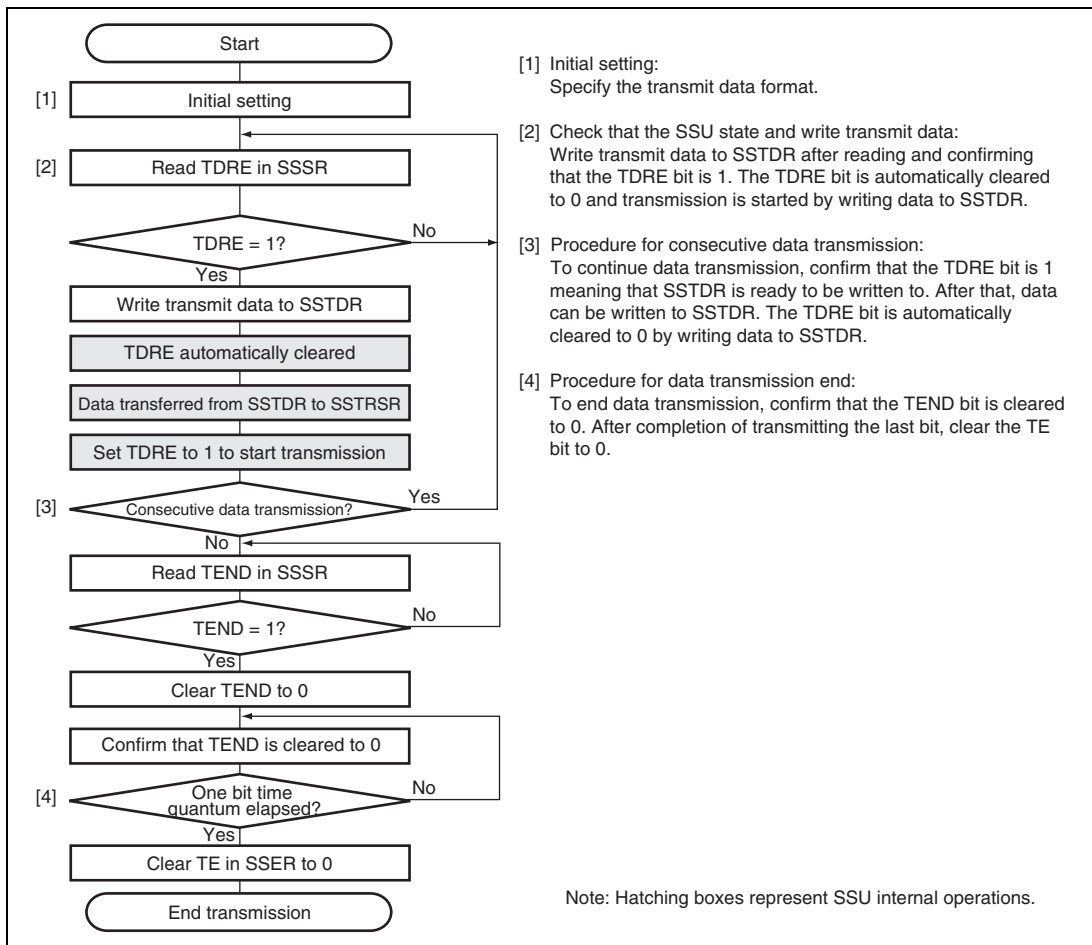 Start
[1] Initial setting
[2] Read TDRE in SSSR
TDRE = 1?
No
Yes
Write transmit data to SSTDR
TDRE automatically cleared
Data transferred from SSTDR to SSTRSR
Set TDRE to 1 to start transmission
[3] Consecutive data transmission?
Yes
No
Read TEND in SSSR
TEND = 1?
No
Yes
Clear TEND to 0
Confirm that TEND is cleared to 0
[4] One bit time
quantum elapsed?
No
Yes
Clear TE in SSER to 0
End transmission
[1] Initial setting:
Specify the transmit data format.
[2] Check that the SSU state and write transmit data:
Write transmit data to SSTDR after reading and confirming
that the TDRE bit is 1. The TDRE bit is automatically cleared
to 0 and transmission is started by writing data to SSTDR.
[3] Procedure for consecutive data transmission:
To continue data transmission, confirm that the TDRE bit is 1
meaning that SSTDR is ready to be written to. After that, data
can be written to SSTDR. The TDRE bit is automatically
cleared to 0 by writing data to SSTDR.
[4] Procedure for data transmission end:
To end data transmission, confirm that the TEND bit is cleared
to 0. After completion of transmitting the last bit, clear the TE
bit to 0.
Note: Hatching boxes represent SSU internal operations.